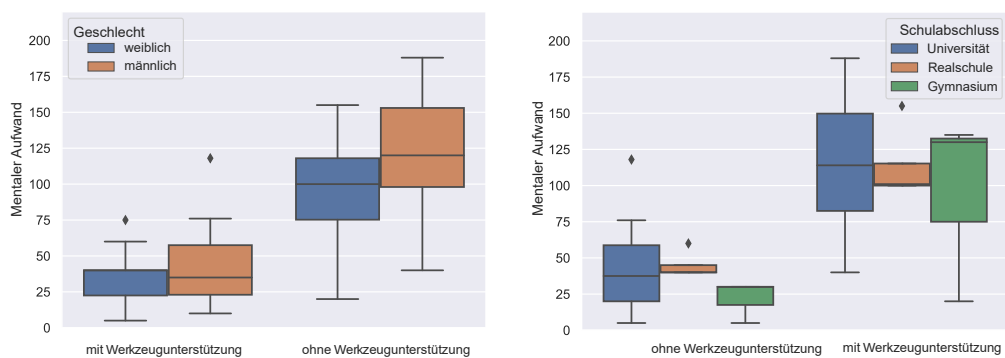 Mentaler Aufwand
200
175
150
125
100
75
50
25
0
Geschlecht
weiblich
männlich
mit Werkzeugunterstützung
ohne Werkzeugunterstützung
Mentaler Aufwand
200
175
150
125
100
75
50
25
0
Schulabschluss
Universität
Realschule
Gymnasium
ohne Werkzeugunterstützung
mit Werkzeugunterstützung